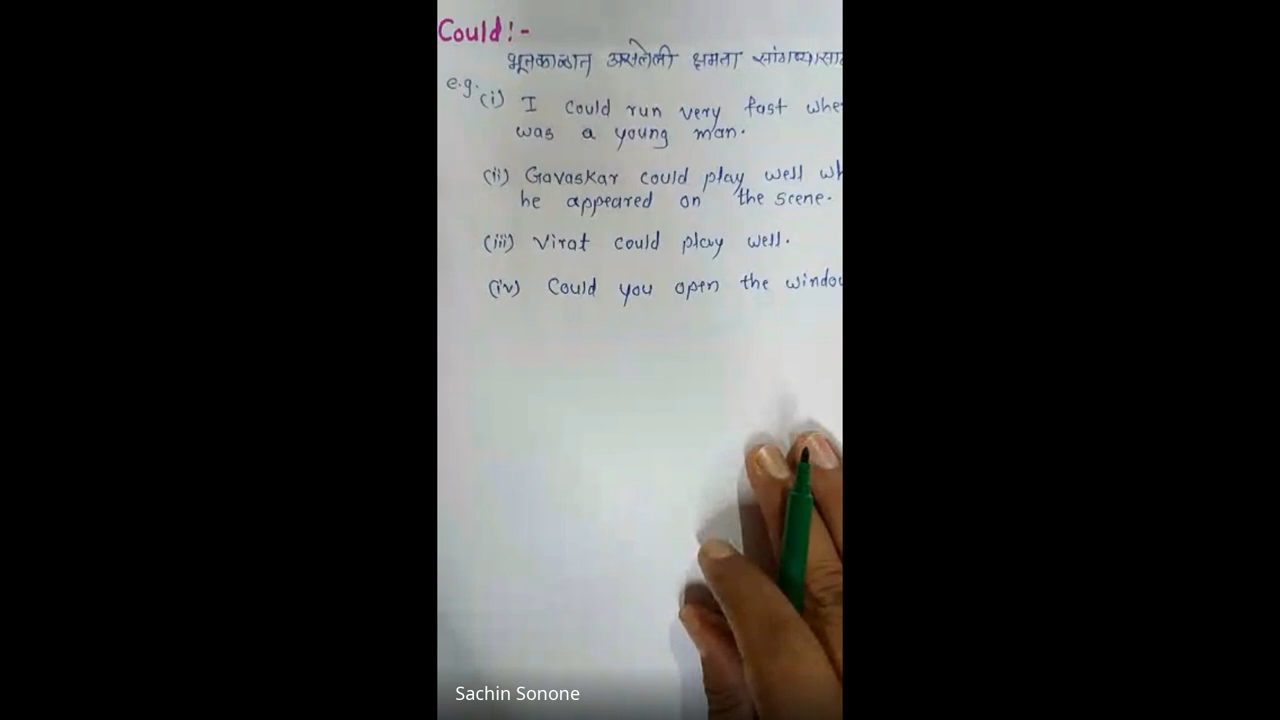 Could!-
भूतकाळात असलेली क्षमता
e.g. (i) I could run very fast
was a young man.
(ii) Gavaskar could play well
he appeared on the scene.
(iii) Virat could play well.
(iv) Could you open the
Sachin Sonone